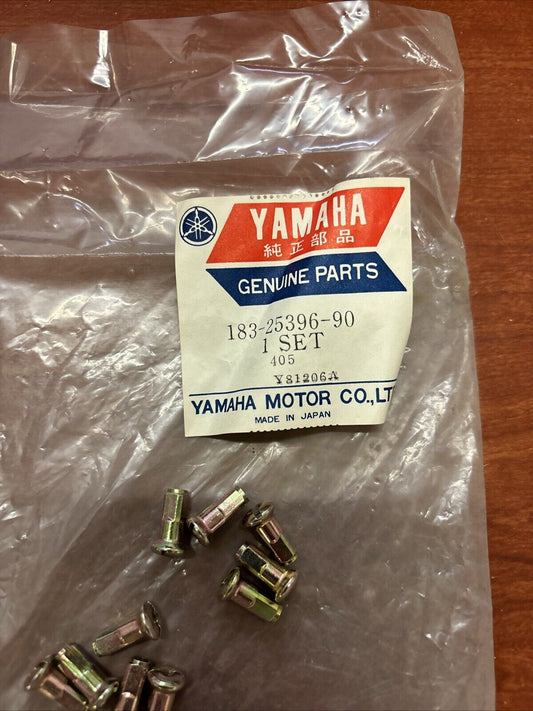 YAMAHA
純正部品
GENUINE PARTS
183-25396-90
1 SET
405
Y81206A
YAMAHA MOTOR CO.,LT
MADE IN JAPAN